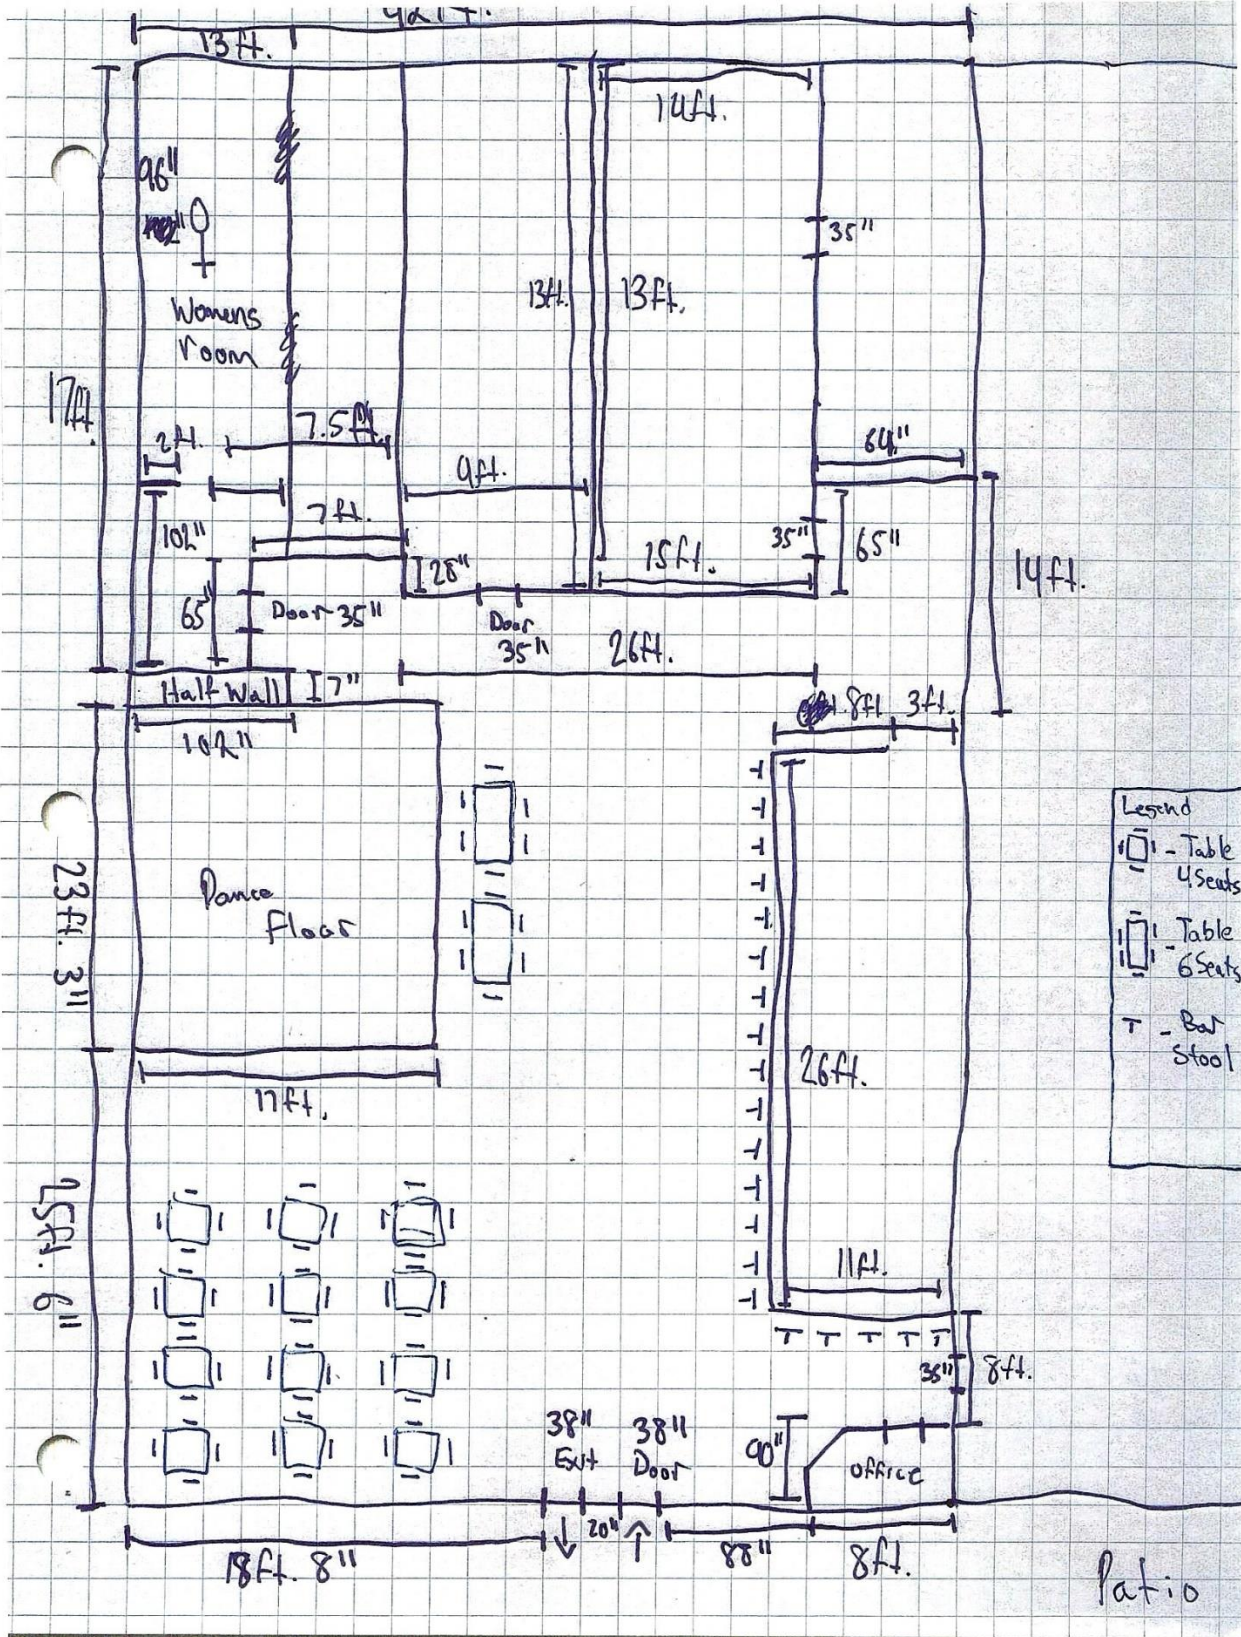 42ft.
13ft.
14ft.
96"
35"
13ft.
13ft.
Womens
room
17ft.
2ft.
7.5ft
64"
9ft.
7ft.
102"
35"
65"
28"
15ft.
14ft.
65"
Door 35"
Door
35"
26ft.
Half Wall
7"
8ft
3ft.
102"
Legend
- Table
4 Seats
- Table
6 Seats
T - Bar
Stool
Dance
Floor
23ft. 3"
26ft.
17ft.
25ft. 6"
11ft.
T T T T T
8ft.
38"
Exit
38"
Door
90"
office
20"
18ft. 8"
88"
8ft.
Patio